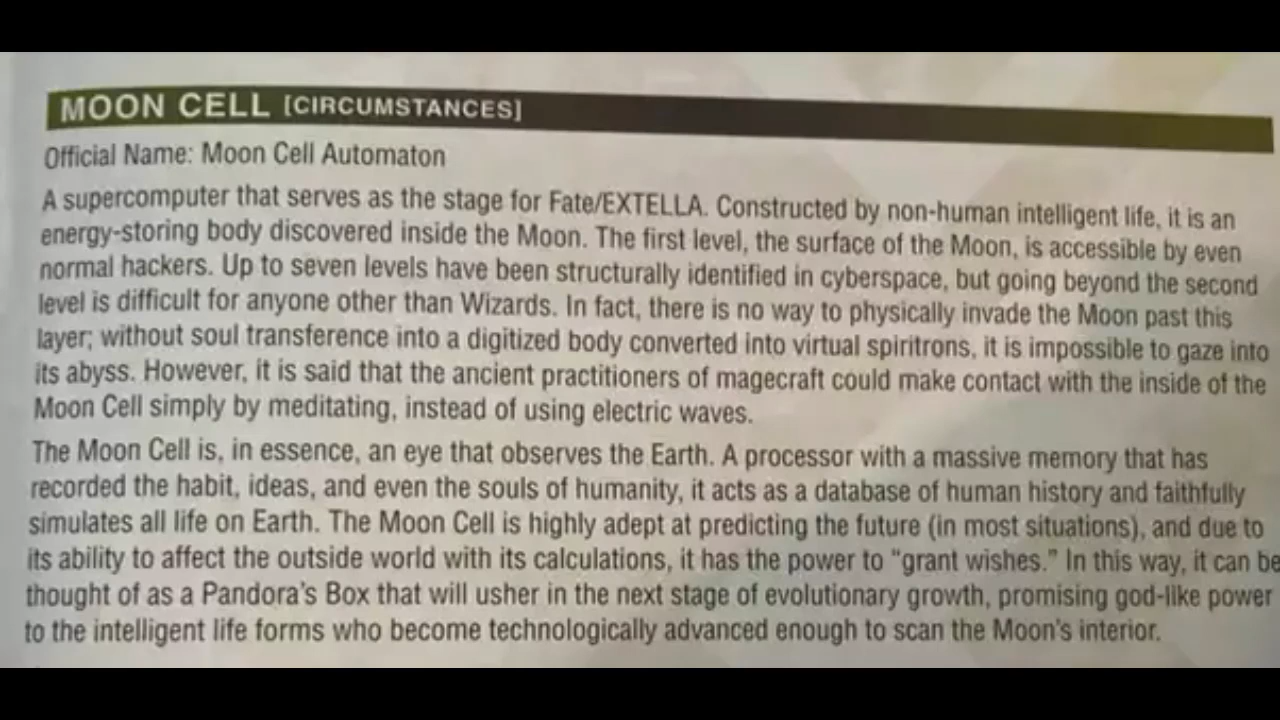 MOON CELL [CIRCUMSTANCES]
Official Name: Moon Cell Automaton
A supercomputer that serves as the stage for Fate/EXTELLA. Constructed by non-human intelligent life, it is an
energy-storing body discovered inside the Moon. The first level, the surface of the Moon, is accessible by even
normal hackers. Up to seven levels have been structurally identified in cyberspace, but going beyond the second
level is difficult for anyone other than Wizards. In fact, there is no way to physically invade the Moon past this
layer; without soul transference into a digitized body converted into virtual spiritrons, it is impossible to gaze into
its abyss. However, it is said that the ancient practitioners of magecraft could make contact with the inside of the
Moon Cell simply by meditating, instead of using electric waves.
The Moon Cell is, in essence, an eye that observes the Earth. A processor with a massive memory that has
recorded the habit, ideas, and even the souls of humanity, it acts as a database of human history and faithfully
simulates all life on Earth. The Moon Cell is highly adept at predicting the future (in most situations), and due to
its ability to affect the outside world with its calculations, it has the power to “grant wishes.” In this way, it can be
thought of as a Pandora's Box that will usher in the next stage of evolutionary growth, promising god-like power
to the intelligent life forms who become technologically advanced enough to scan the Moon's interior.